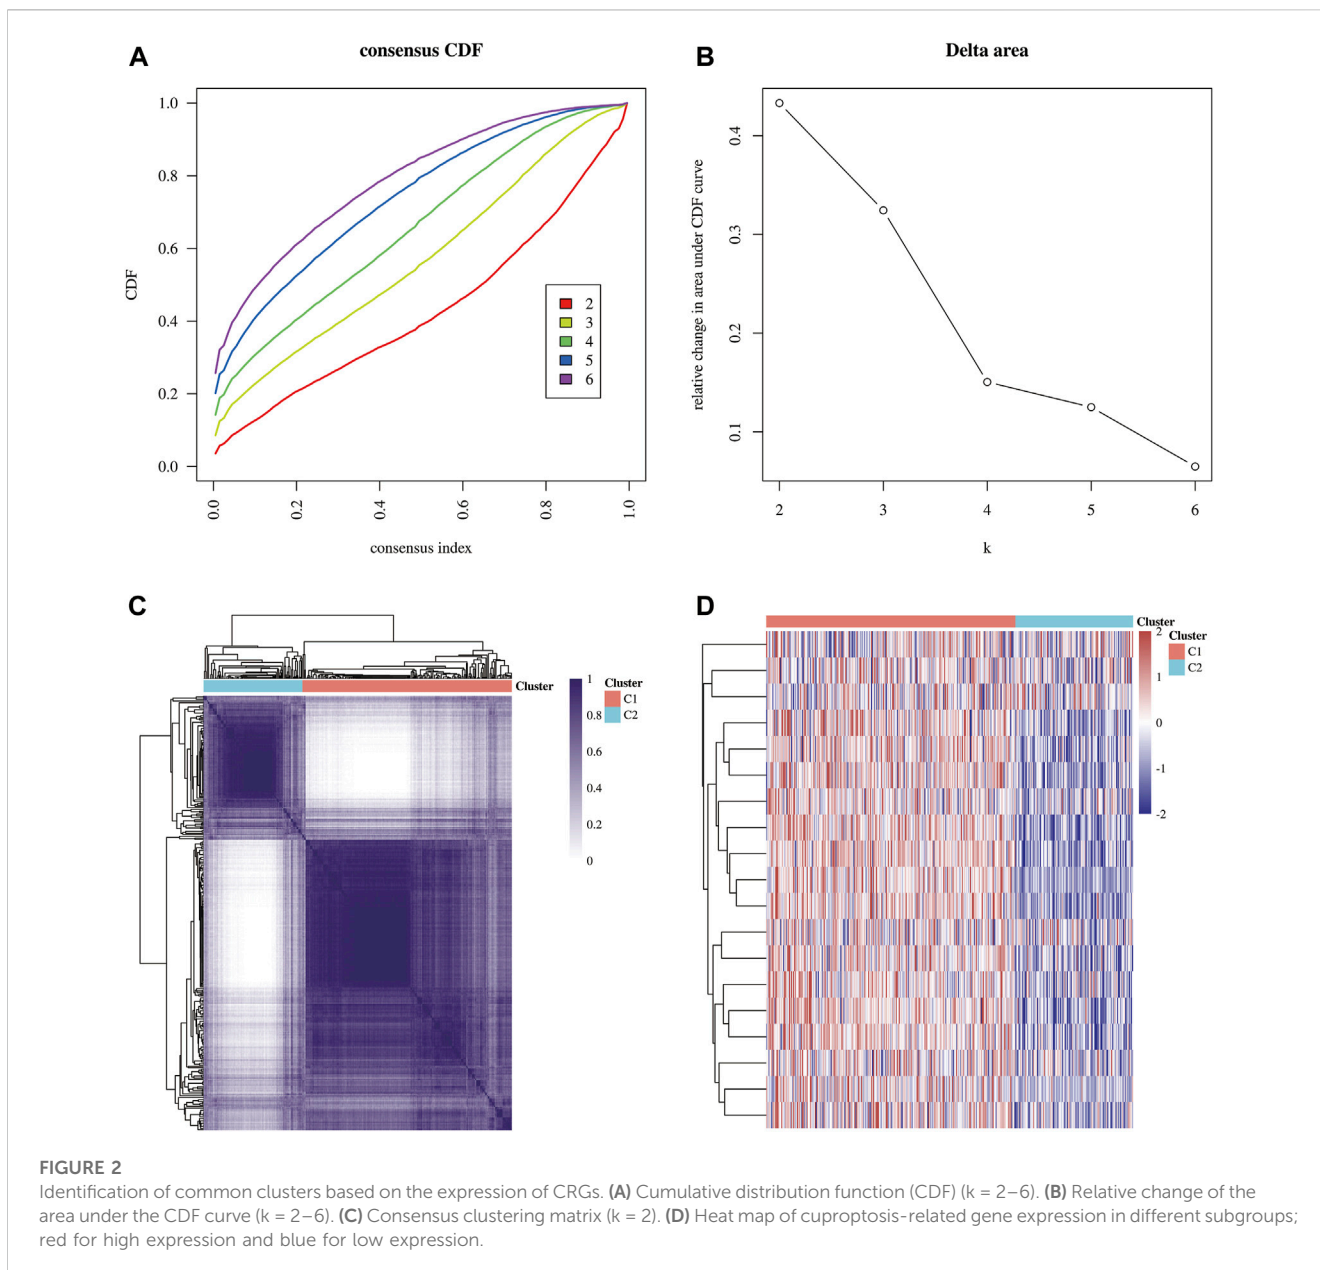 A
consensus CDF
CDF
1.0
0.8
0.6
0.4
0.2
0.0
2
3
4
5
6
0.0
0.2
0.4
0.6
0.8
1.0
consensus index
B
Delta area
relative change in area under CDF curve
0.4
0.3
0.2
0.1
2
3
4
5
6
k
C
Cluster
1
0.8
0.6
0.4
0.2
0
Cluster
C1
C2
D
Cluster
2
1
0
-1
-2
Cluster
C1
C2
FIGURE 2
Identification of common clusters based on the expression of CRGs. (A) Cumulative distribution function (CDF) (k = 2–6). (B) Relative change of the
area under the CDF curve (k = 2–6). (C) Consensus clustering matrix (k = 2). (D) Heat map of cuproptosis-related gene expression in different subgroups;
red for high expression and blue for low expression.